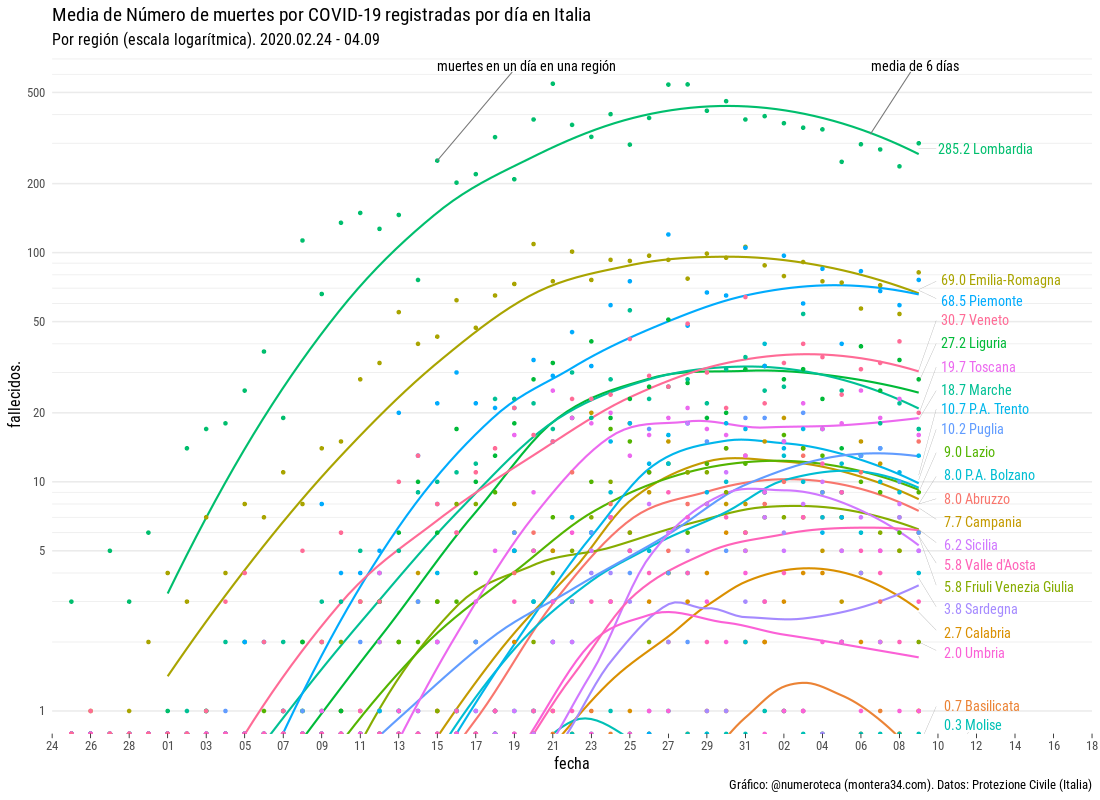 Media de Número de muertes por COVID-19 registradas por día en Italia
Por región (escala logarítmica). 2020.02.24 - 04.09
muertes en un día en una región
media de 6 días
500
200
100
50
20
10
5
1
fallecidos.
285.2 Lombardia
69.0 Emilia-Romagna
68.5 Piemonte
30.7 Veneto
27.2 Liguria
19.7 Toscana
18.7 Marche
10.7 P.A. Trento
10.2 Puglia
9.0 Lazio
8.0 P.A. Bolzano
8.0 Abruzzo
7.7 Campania
6.2 Sicilia
5.8 Valle d'Aosta
5.8 Friuli Venezia Giulia
3.8 Sardegna
2.7 Calabria
2.0 Umbria
0.7 Basilicata
0.3 Molise
24 26 28 01 03 05 07 09 11 13 15 17 19 21 23 25 27 29 31 02 04 06 08 10 12 14 16 18
fecha
Gráfico: @numeroteca (montera34.com). Datos: Protezione Civile (Italia)